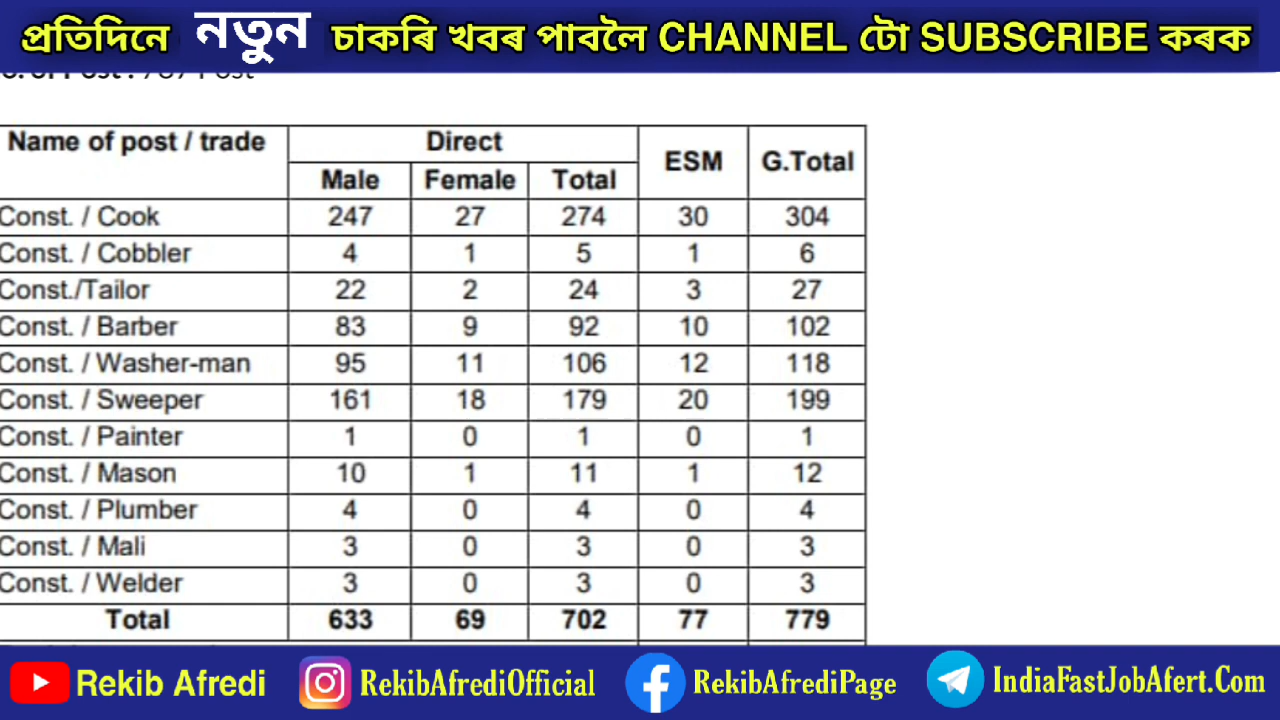 প্ৰতিদিনে নতুন চাকৰি খবৰ পাবলৈ CHANNEL টো SUBSCRIBE কৰক
Name of post / trade Direct ESM G.Total
Male Female Total
Const. / Cook 247 27 274 30 304
Const. / Cobbler 4 1 5 1 6
Const./Tailor 22 2 24 3 27
Const. / Barber 83 9 92 10 102
Const. / Washer-man 95 11 106 12 118
Const. / Sweeper 161 18 179 20 199
Const. / Painter 1 0 1 0 1
Const. / Mason 10 1 11 1 12
Const. / Plumber 4 0 4 0 4
Const. / Mali 3 0 3 0 3
Const. / Welder 3 0 3 0 3
Total 633 69 702 77 779
Rekib Afredi RekibAfrediOfficial RekibAfrediPage IndiaFastJobAfert.Com